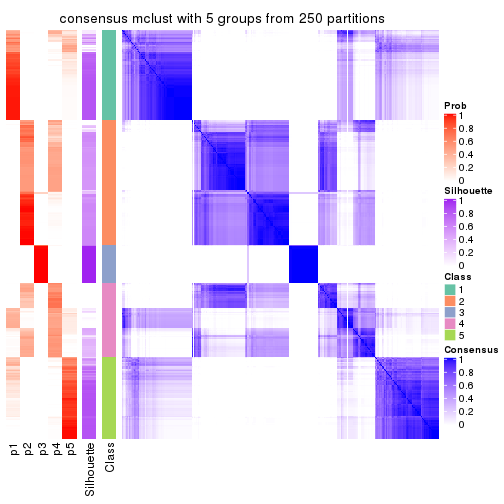 consensus mclust with 5 groups from 250 partitions
Prob
1
0.8
0.6
0.4
0.2
0
Silhouette
1
0.8
0.6
0.4
0.2
0
Class
1
2
3
4
5
Consensus
1
0.8
0.6
0.4
0.2
0
p1
p2
p3
p4
p5
Silhouette
Class